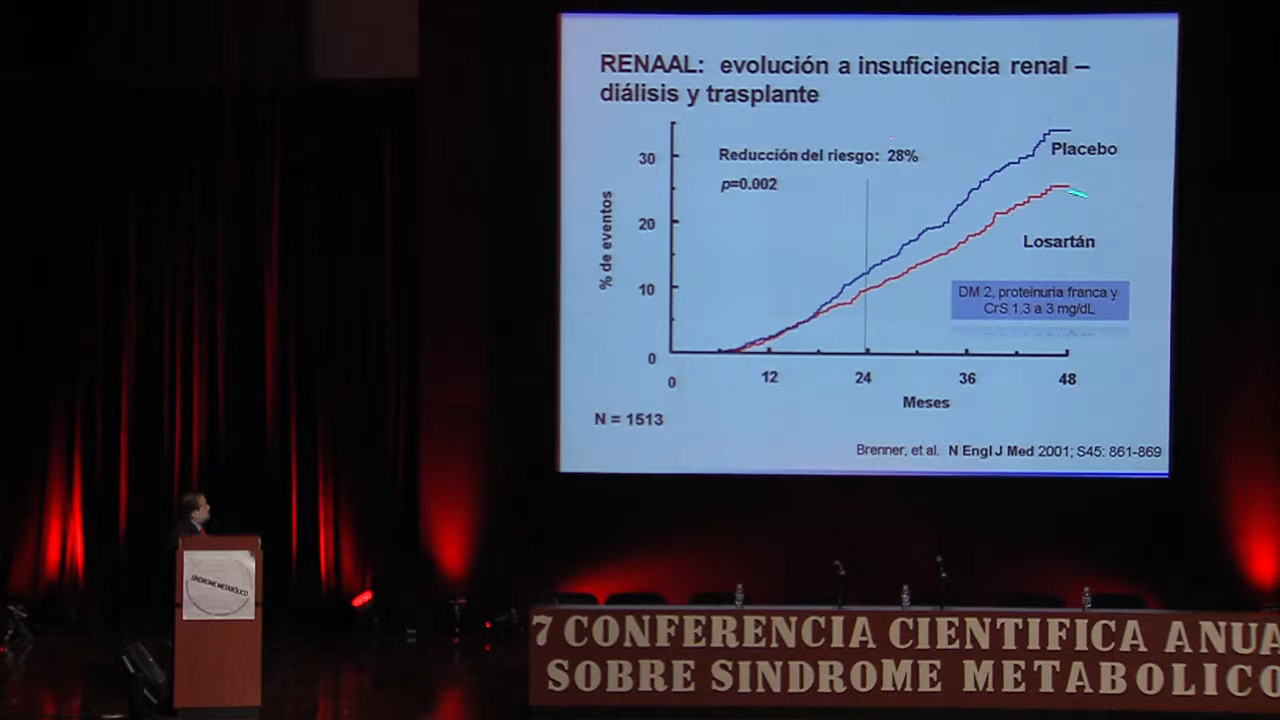 RENAAL: evolución a insuficiencia renal –
diálisis y trasplante
Reducción del riesgo: 28%
p=0.002
Placebo
Losartán
DM 2, proteinuria franca y
CrS 1,3 a 3 mg/dL
% de eventos
30
20
10
0
0 12 24 36 48
Meses
N = 1513
Brenner, et al. N Engl J Med 2001; S45: 861-869
SÍNDROME METABÓLICO
7 CONFERENCIA CIENTIFICA ANUA
SOBRE SINDROME METABOLICO